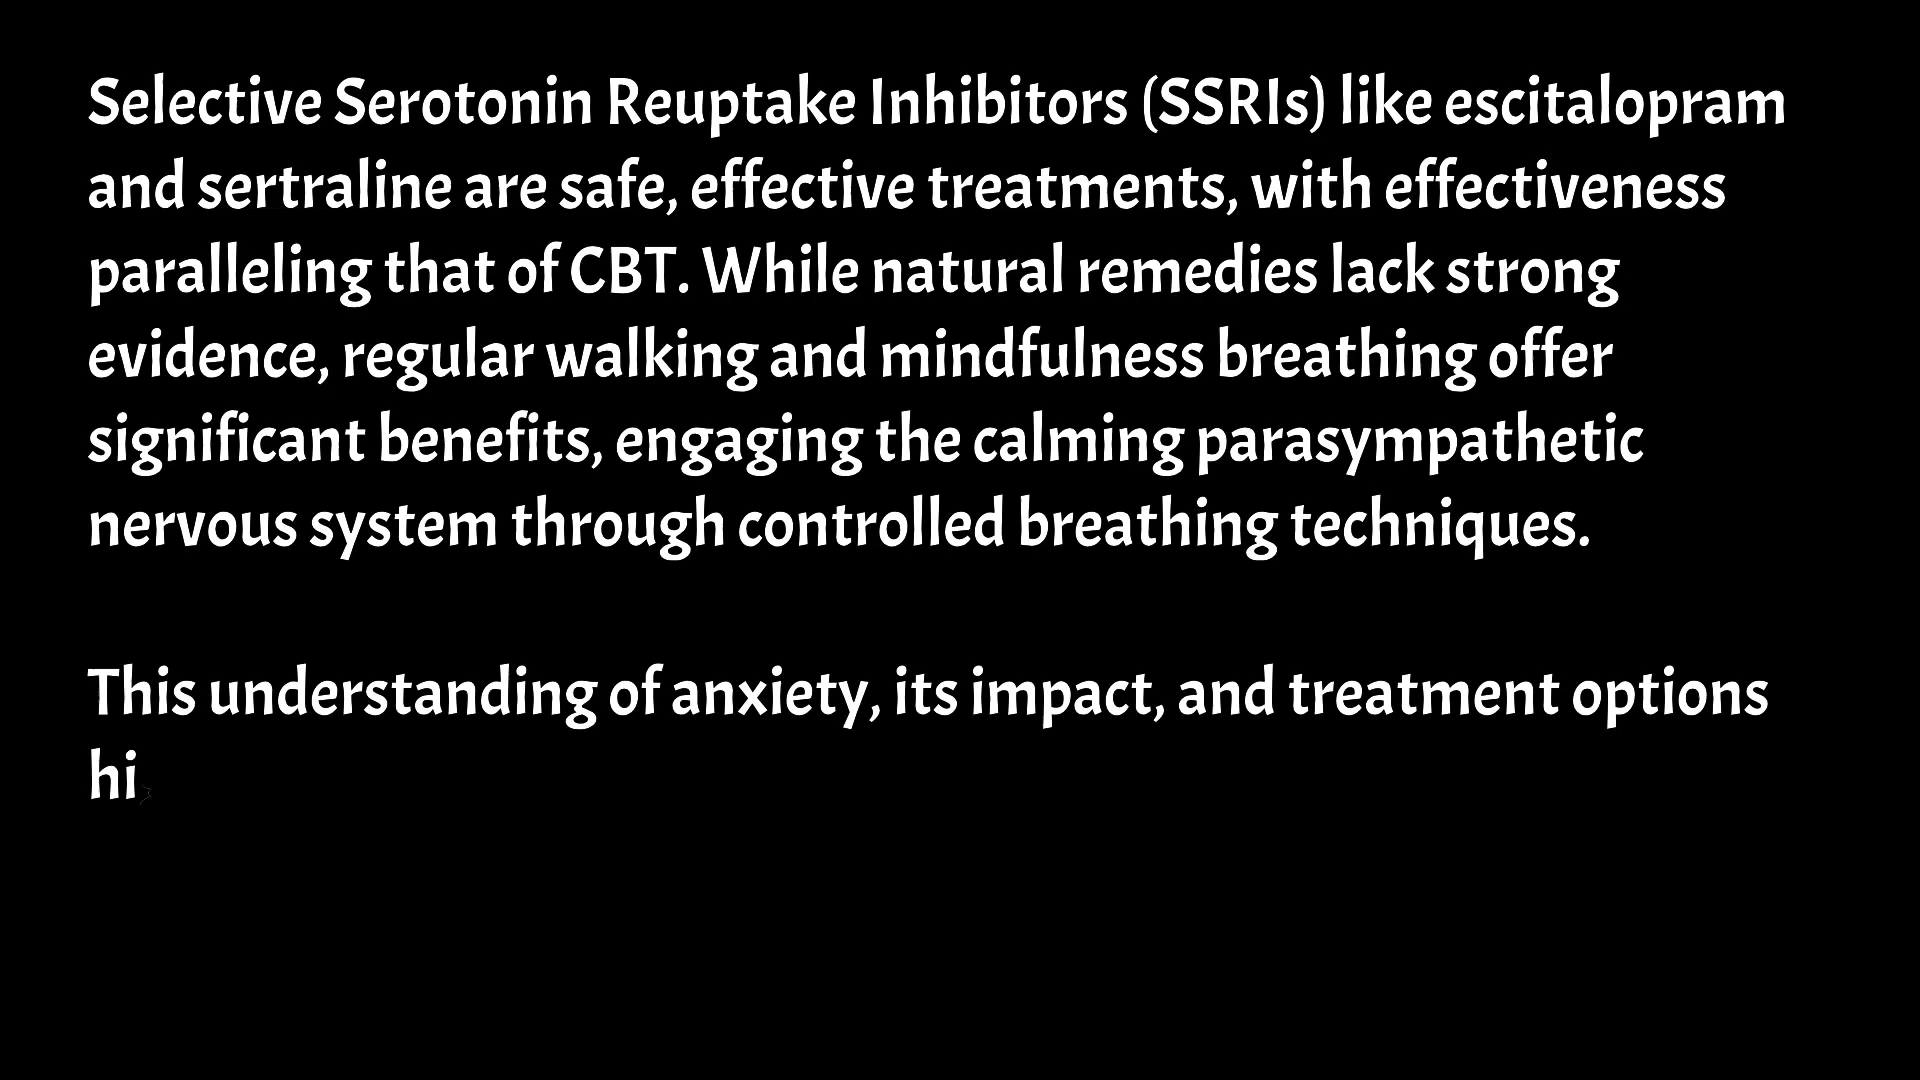 Selective Serotonin Reuptake Inhibitors (SSRIs) like escitalopram
and sertraline are safe, effective treatments, with effectiveness
paralleling that of CBT. While natural remedies lack strong
evidence, regular walking and mindfulness breathing offer
significant benefits, engaging the calming parasympathetic
nervous system through controlled breathing techniques.
This understanding of anxiety, its impact, and treatment options
hi